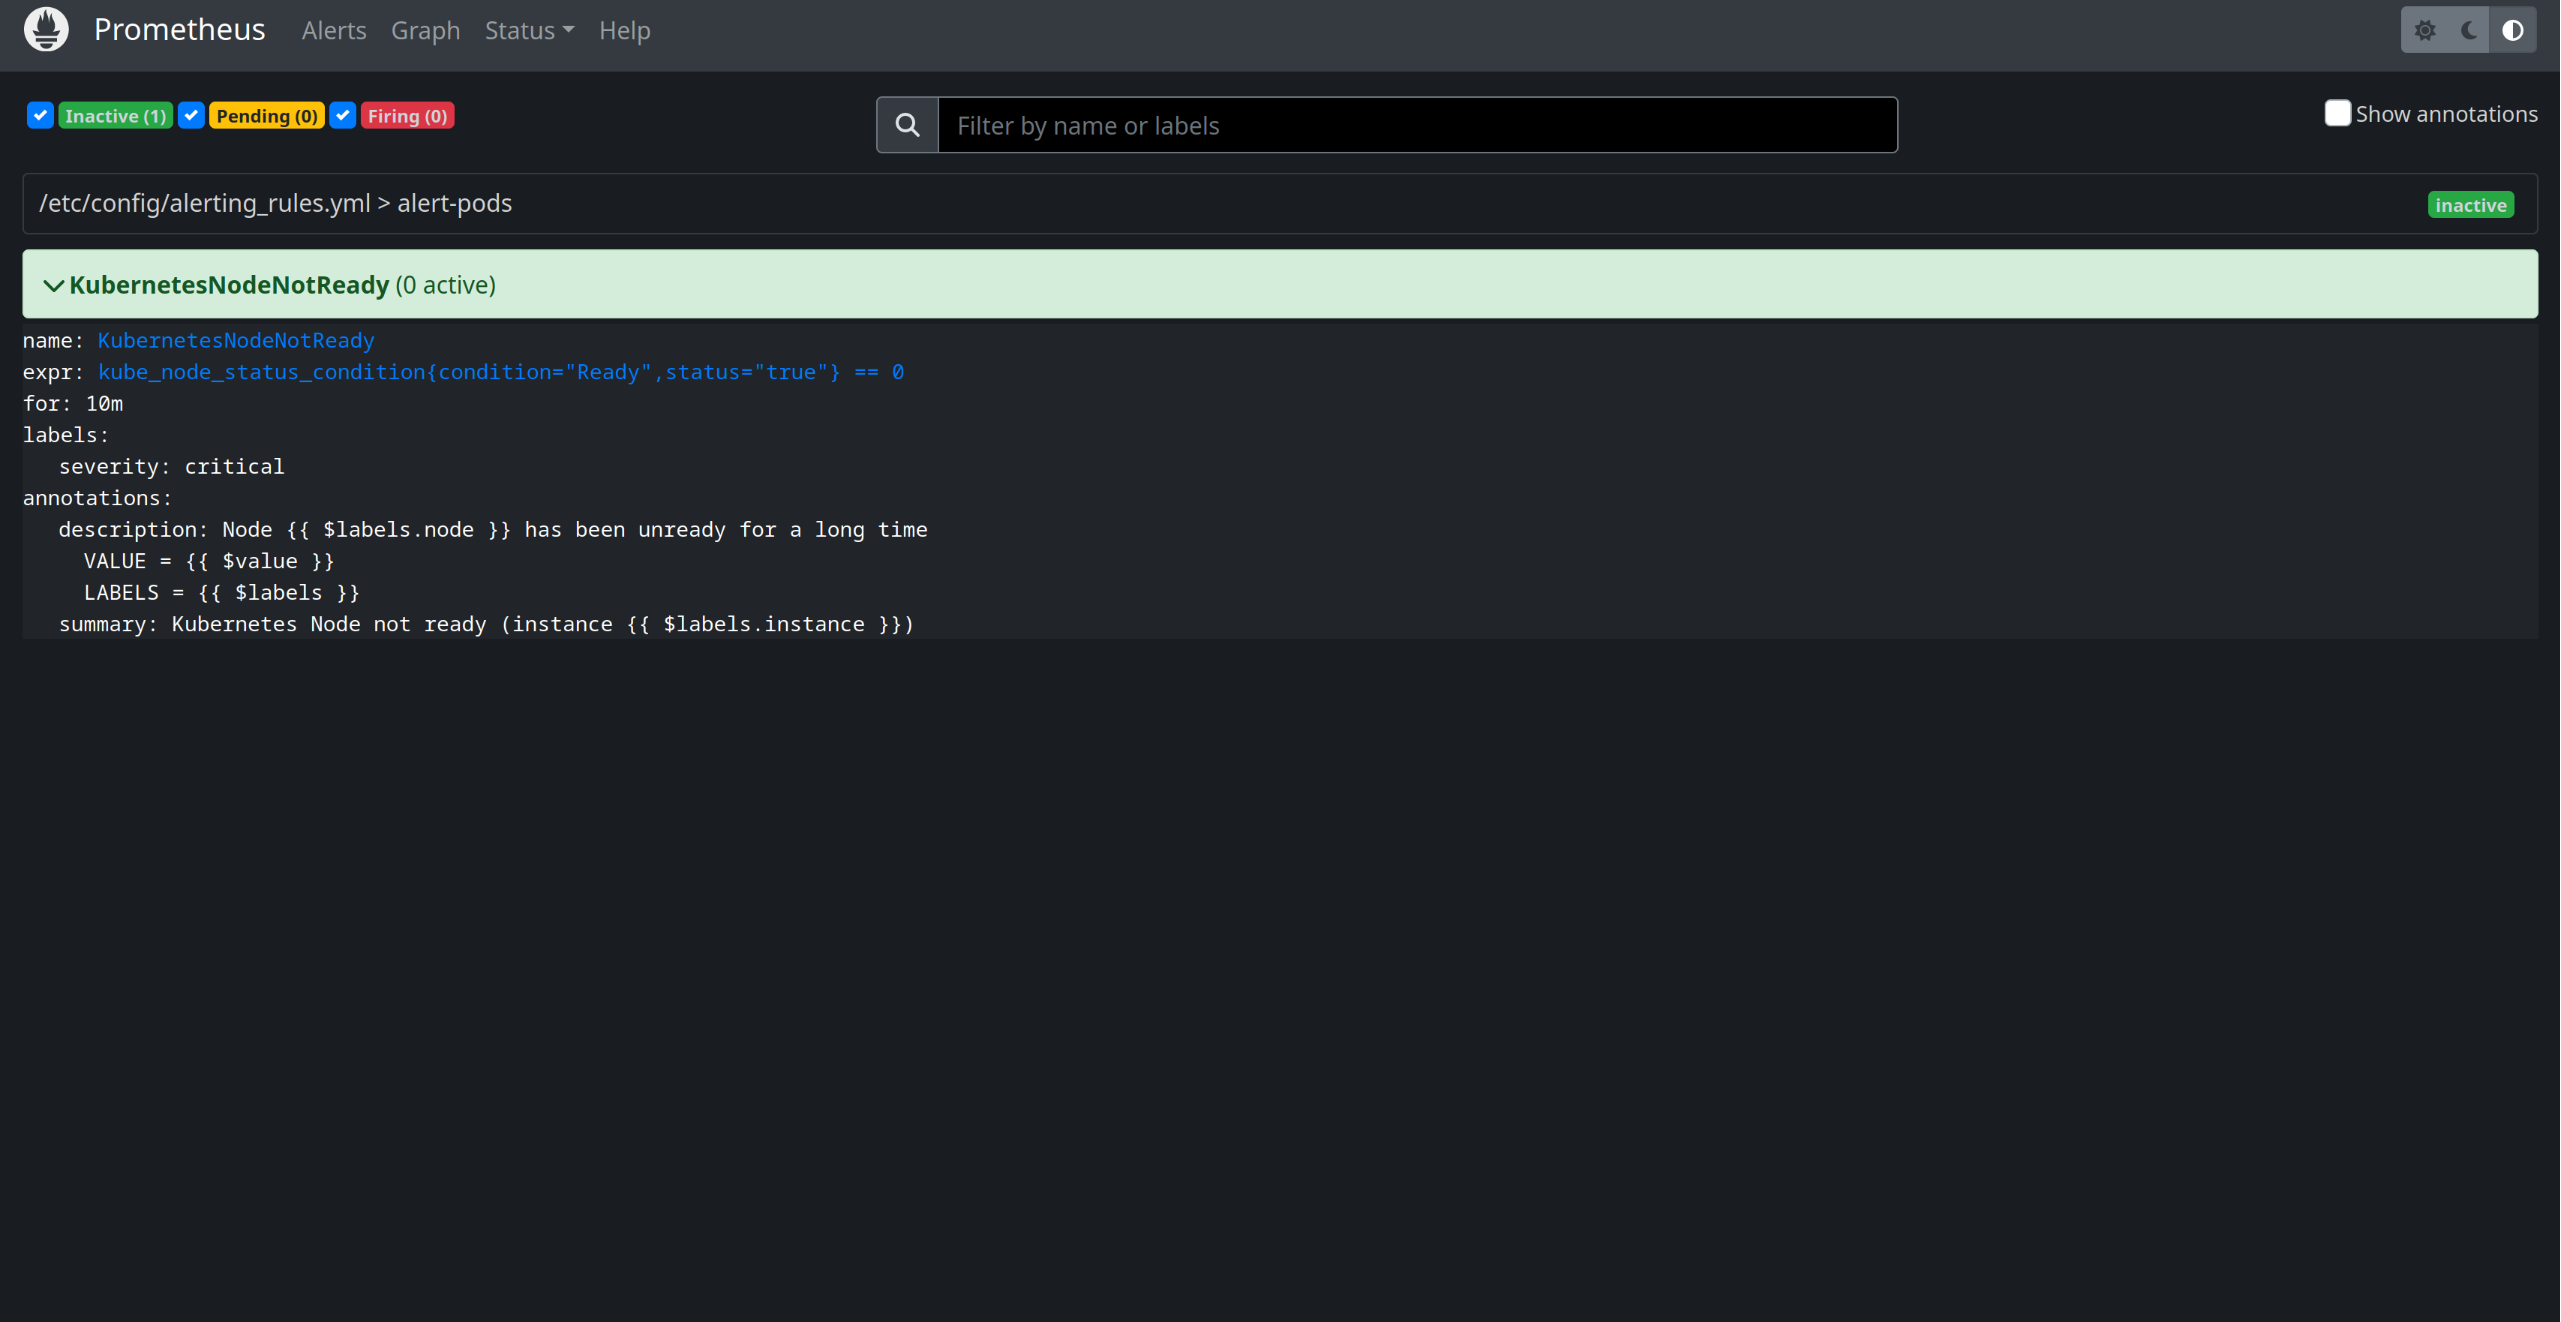 Prometheus Alerts Graph Status Help
Inactive (1) Pending (0) Firing (0)
Filter by name or labels
Show annotations
/etc/config/alerting_rules.yml > alert-pods
inactive
KubernetesNodeNotReady (0 active)
name: KubernetesNodeNotReady
expr: kube_node_status_condition{condition="Ready",status="true"} == 0
for: 10m
labels:
severity: critical
annotations:
description: Node {{ $labels.node }} has been unready for a long time
VALUE = {{ $value }}
LABELS = {{ $labels }}
summary: Kubernetes Node not ready (instance {{ $labels.instance }})